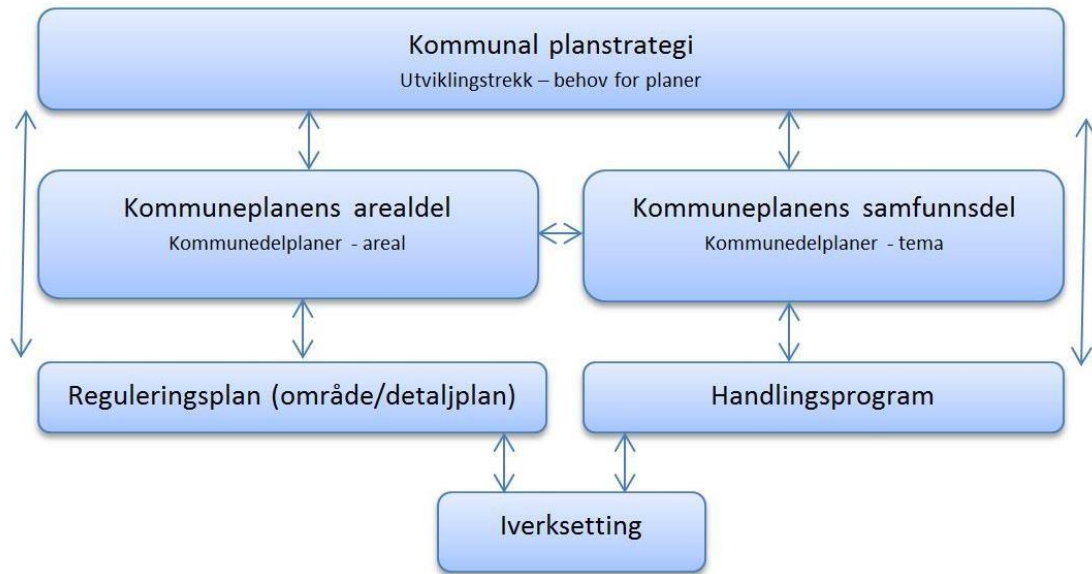 Kommunal planstrategi
Utviklingstrekk – behov for planer
Kommuneplanens arealdel
Kommunedelplaner - areal
Kommuneplanens samfunnsdel
Kommunedelplaner - tema
Reguleringsplan (område/detaljplan)
Handlingsprogram
Iverksetting